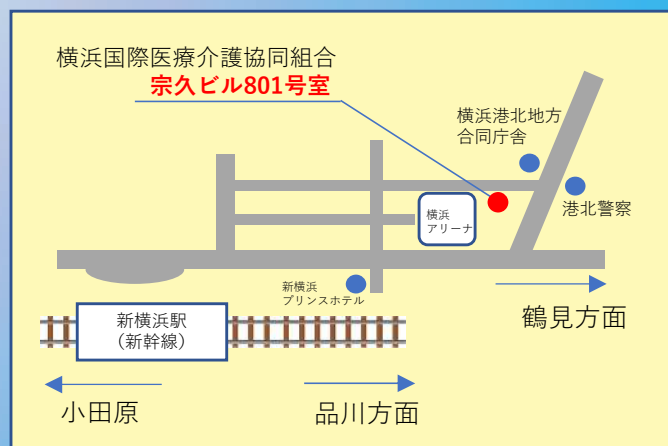 横浜国際医療介護協同組合
宗久ビル801号室
横浜港北地方
合同庁舎
港北警察
横浜
アリーナ
新横浜
プリンスホテル
鶴見方面
新横浜駅
（新幹線）
小田原
品川方面